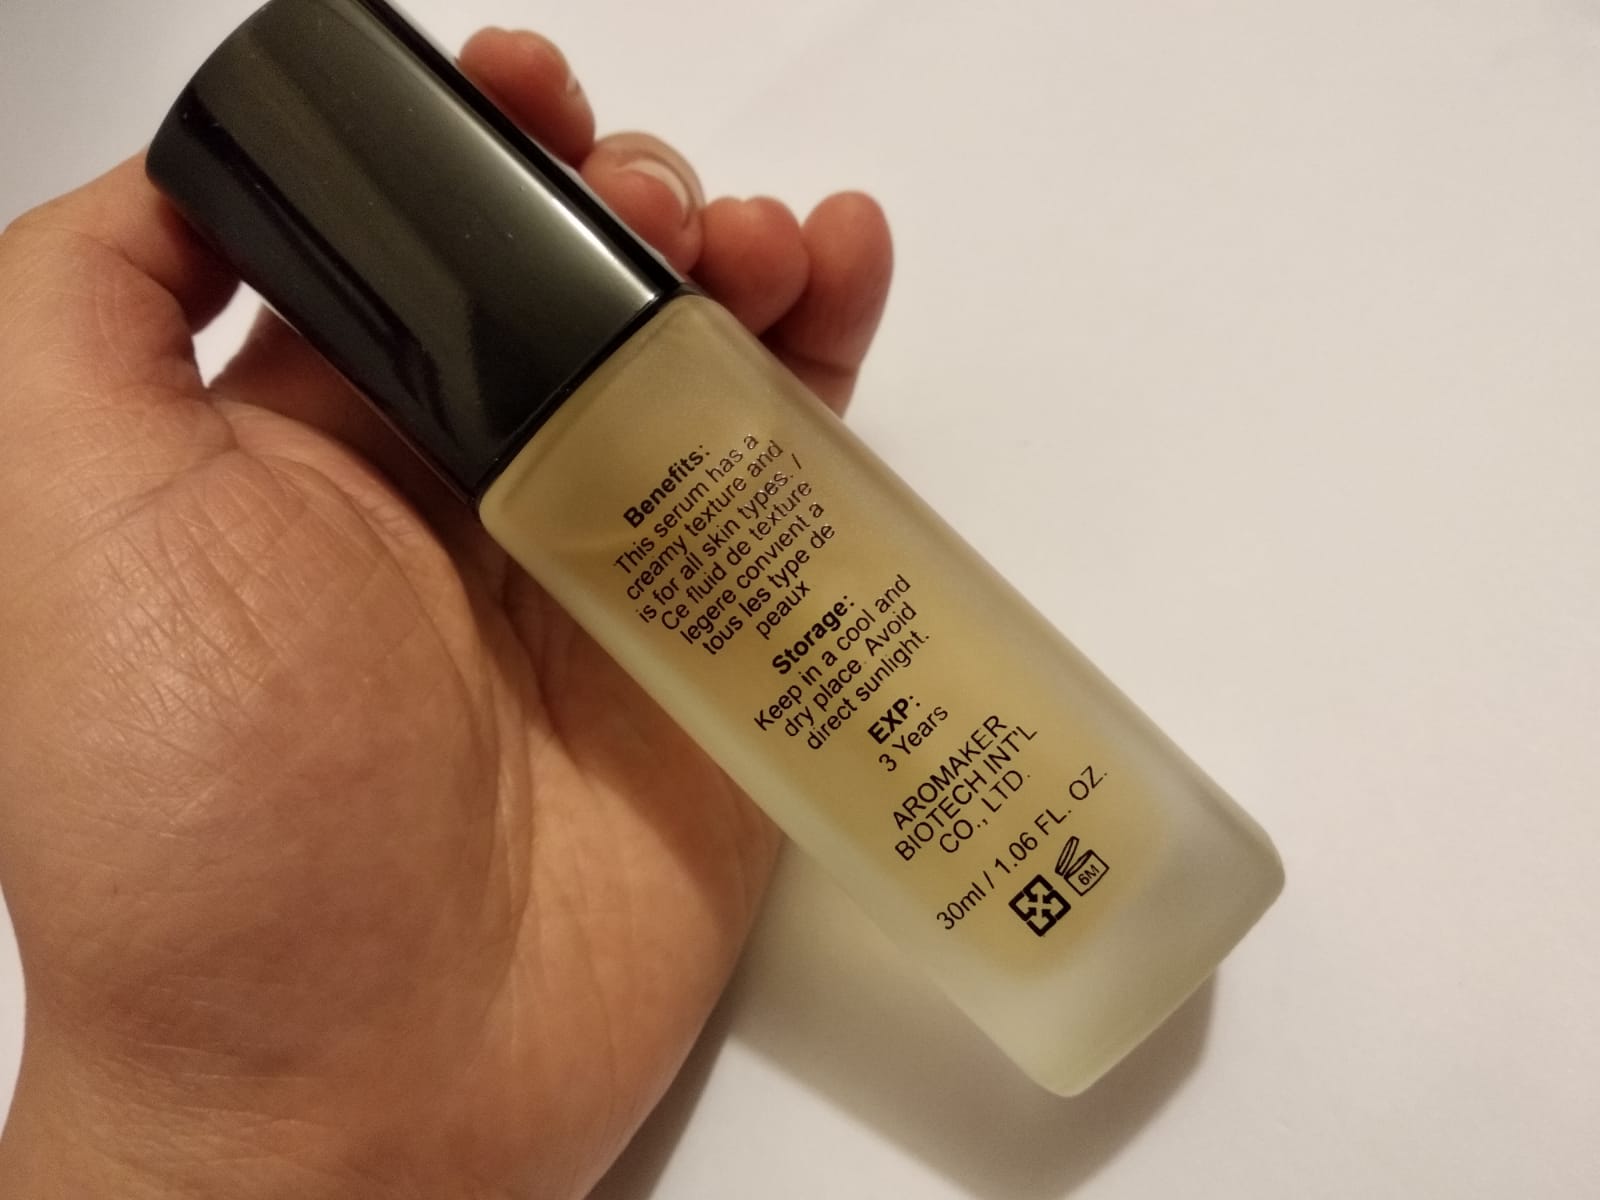 Benefits:
This serum has a
creamy texture and
is for all skin types. /
Ce fluid de texture
legere convient a
tous les type de
peaux
Storage:
Keep in a cool and
dry place. Avoid
direct sunlight.
EXP:
3 Years
AROMAKER
BIOTECH INT'L
CO., LTD.
30ml / 1.06 FL. OZ.
6M